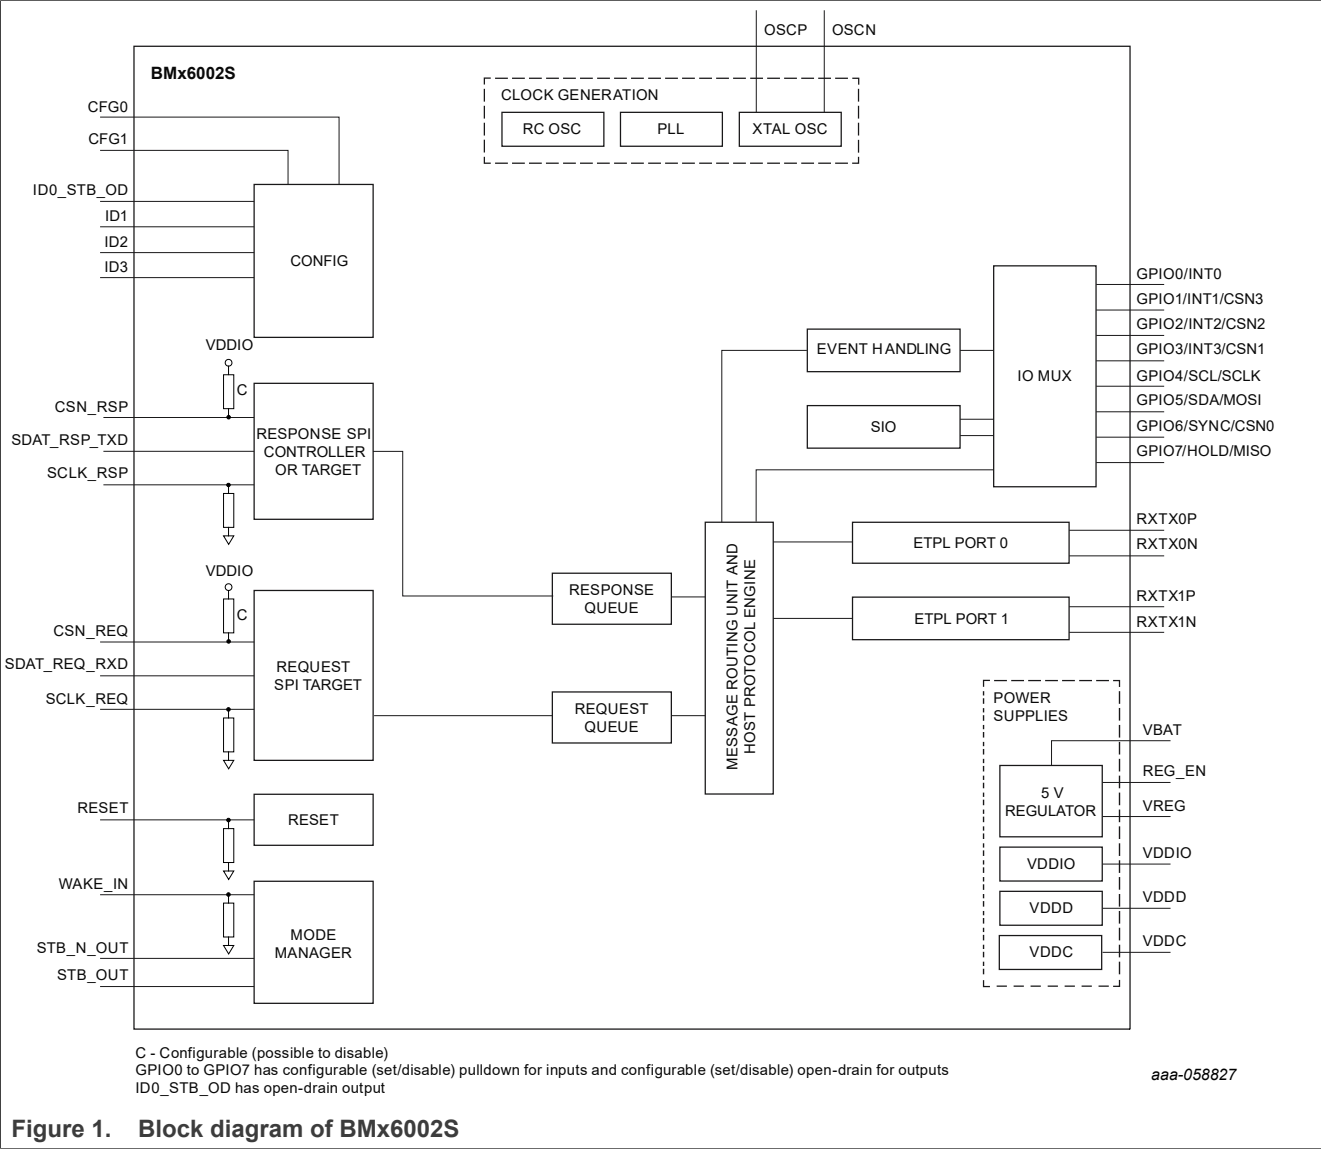 OSCP
OSCN
BMx6002S
CLOCK GENERATION
RC OSC
PLL
XTAL OSC
CFG0
CFG1
ID0_STB_OD
ID1
ID2
ID3
CONFIG
VDDIO
C
CSN_RSP
SDAT_RSP_TXD
SCLK_RSP
RESPONSE SPI
CONTROLLER
OR TARGET
VDDIO
C
CSN_REQ
SDAT_REQ_RXD
SCLK_REQ
REQUEST
SPI TARGET
RESET
RESET
WAKE_IN
STB_N_OUT
STB_OUT
MODE
MANAGER
RESPONSE
QUEUE
REQUEST
QUEUE
MESSAGE ROUTING UNIT AND
HOST PROTOCOL ENGINE
EVENT HANDLING
SIO
IO MUX
GPIO0/INT0
GPIO1/INT1/CSN3
GPIO2/INT2/CSN2
GPIO3/INT3/CSN1
GPIO4/SCL/SCLK
GPIO5/SDA/MOSI
GPIO6/SYNC/CSN0
GPIO7/HOLD/MISO
ETPL PORT 0
RXTX0P
RXTX0N
ETPL PORT 1
RXTX1P
RXTX1N
POWER
SUPPLIES
5 V
REGULATOR
VDDIO
VDDD
VDDC
VBAT
REG_EN
VREG
VDDIO
VDDD
VDDC
C - Configurable (possible to disable)
GPIO0 to GPIO7 has configurable (set/disable) pulldown for inputs and configurable (set/disable) open-drain for outputs
ID0_STB_OD has open-drain output
aaa-058827
Figure 1. Block diagram of BMx6002S